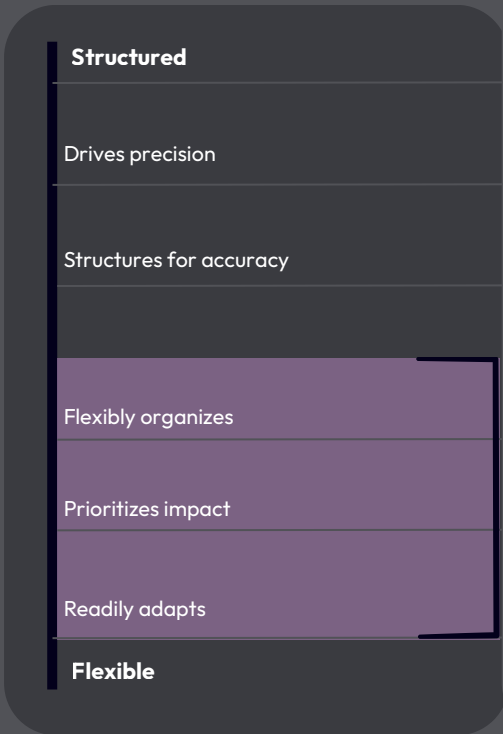 Structured
Drives precision
Structures for accuracy
Flexibly organizes
Prioritizes impact
Readily adapts
Flexible